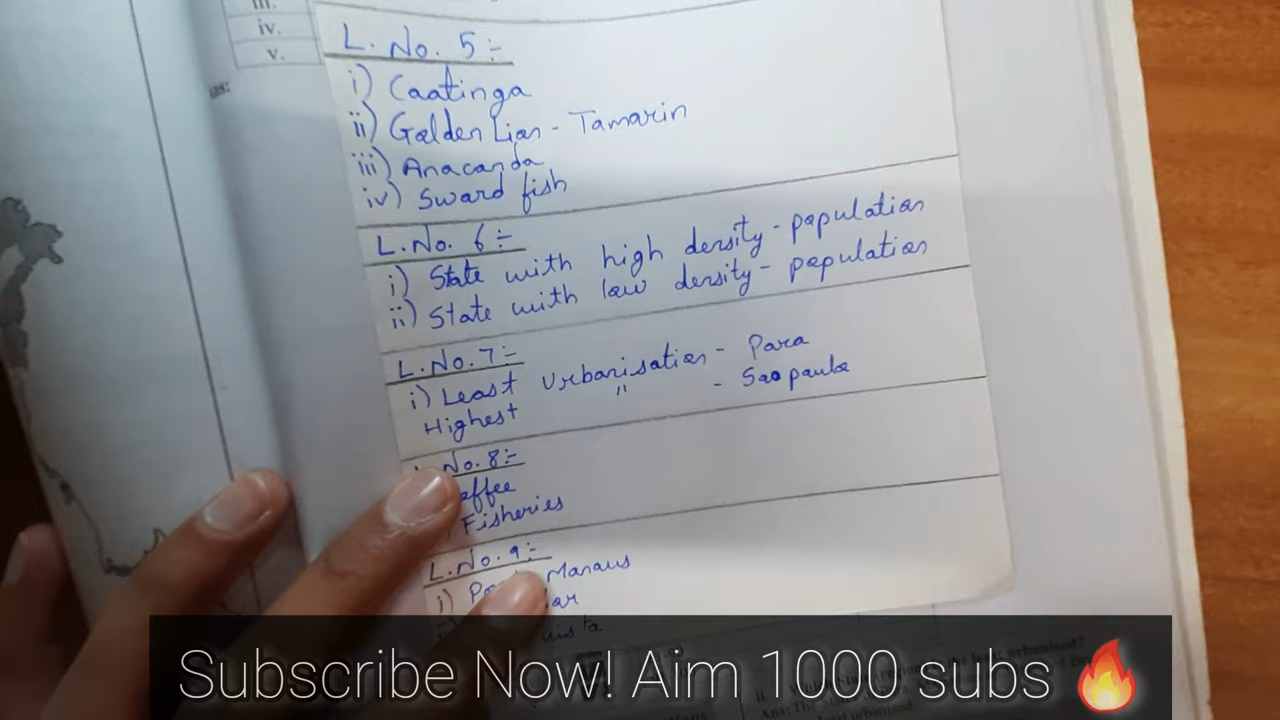 iv.
v.
L. No. 5:-
i) Caatinga
ii) Golden Lion - Tamarin
iii) Anaconda
iv) Sword fish
L. No. 6:-
i) State with high density - population
ii) State with low density - population
L. No. 7:-
i) Least Urbanisation - Para
Highest " - Sao paulo
No. 8:-
Fisheries
L. No. 9:-
i) Manaus
Subscribe Now! Aim 1000 subs 🔥